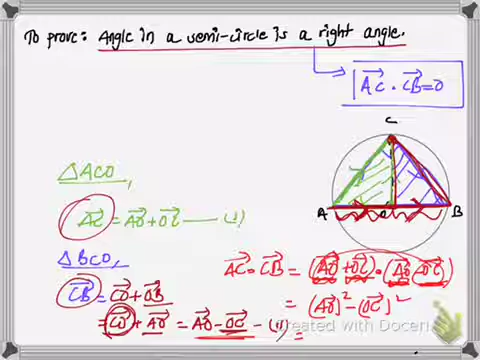 To prove: Angle in a semi-circle is a right angle.
→AC · →CB = 0
C
A O B
△ACO,
→AC = →AO + →OC —— (i)
△BCO,
→CB = →CO + →OB
= →CO + →AO = →AO - →OC - (ii)
→AC · →CB = (→AO + →OC) · (→AO - →OC)
= (→AO)² - (→OC)²
=
Created with Doceri